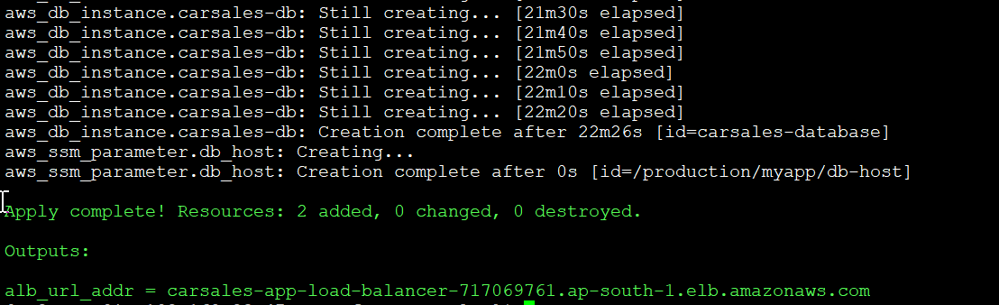 aws_db_instance.carsales-db: Still creating... [21m30s elapsed]
aws_db_instance.carsales-db: Still creating... [21m40s elapsed]
aws_db_instance.carsales-db: Still creating... [21m50s elapsed]
aws_db_instance.carsales-db: Still creating... [22m0s elapsed]
aws_db_instance.carsales-db: Still creating... [22m10s elapsed]
aws_db_instance.carsales-db: Still creating... [22m20s elapsed]
aws_db_instance.carsales-db: Creation complete after 22m26s [id=carsales-database]
aws_ssm_parameter.db_host: Creating...
aws_ssm_parameter.db_host: Creation complete after 0s [id=/production/myapp/db-host]
Apply complete! Resources: 2 added, 0 changed, 0 destroyed.
Outputs:
alb_url_addr = carsales-app-load-balancer-717069761.ap-south-1.elb.amazonaws.com